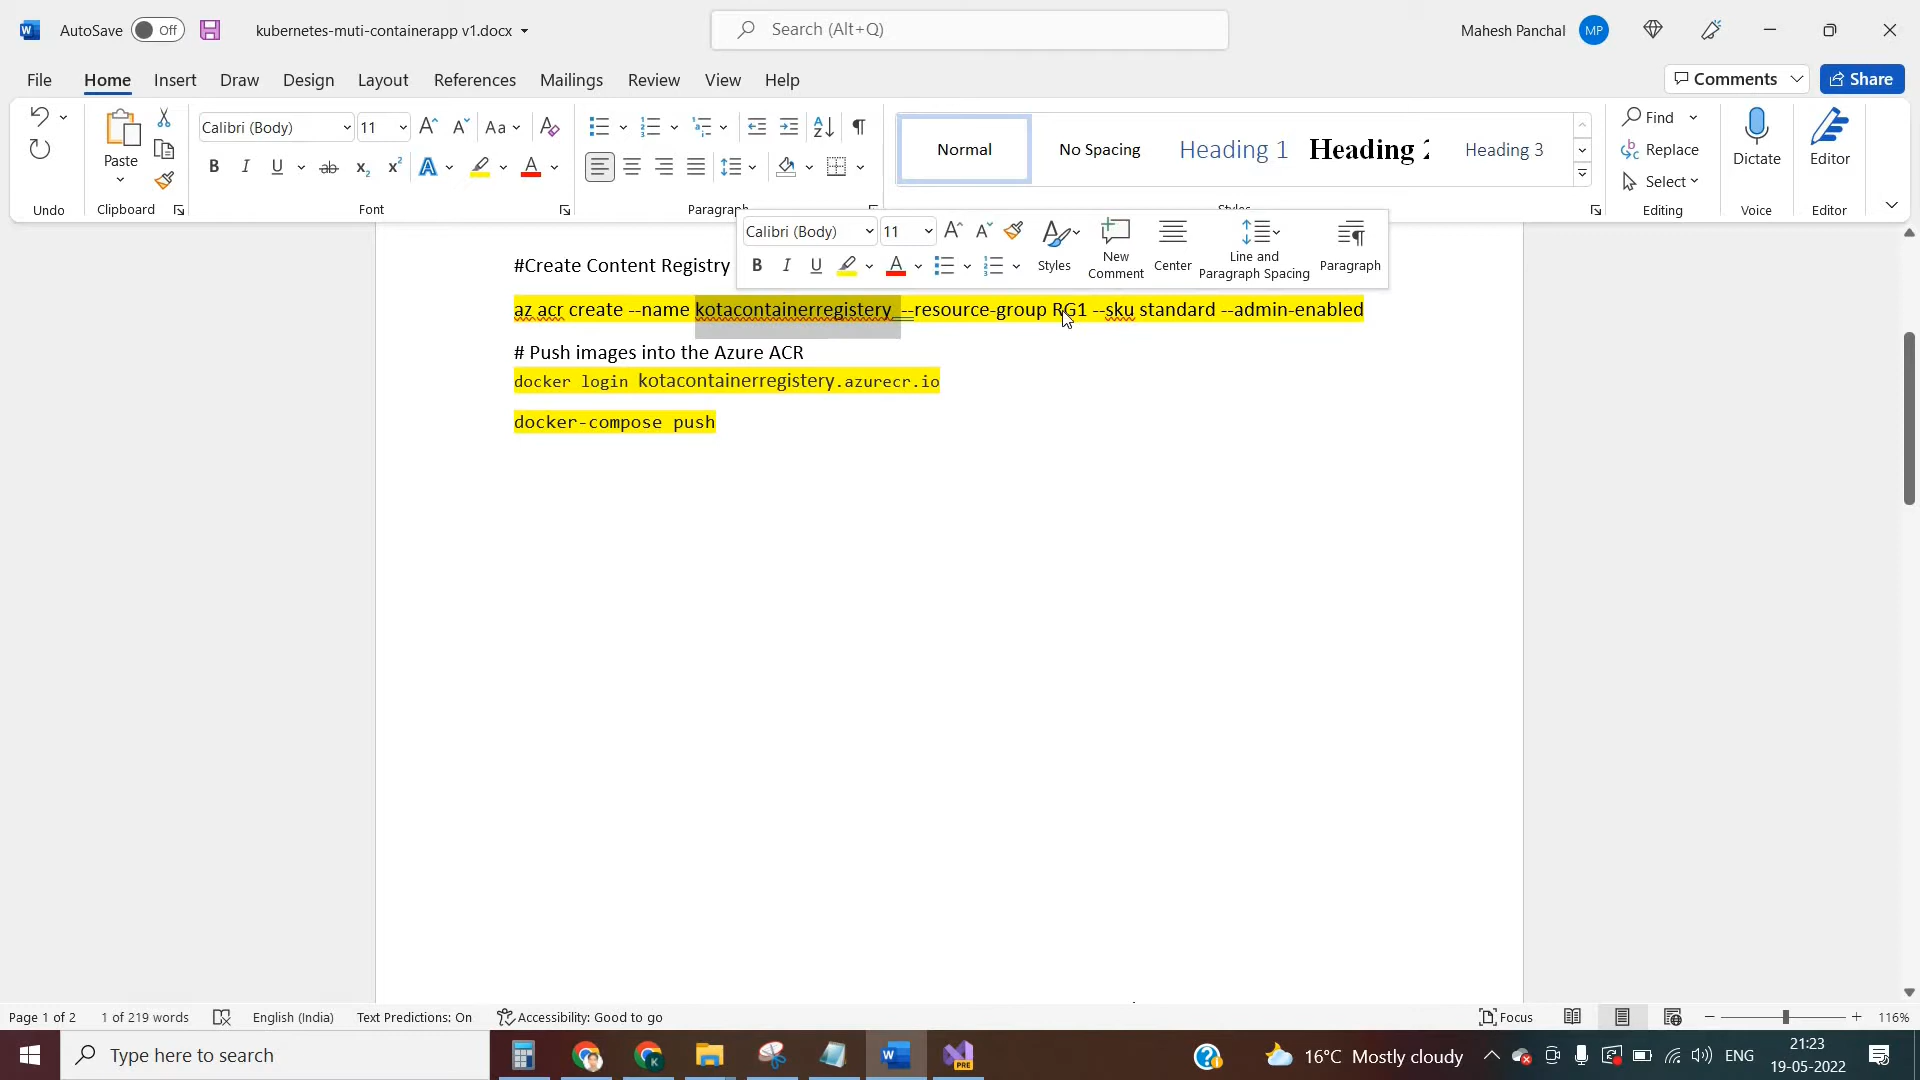 AutoSave Off kubernetes-muti-containerapp v1.docx Search (Alt+Q) Mahesh Panchal MP
File Home Insert Draw Design Layout References Mailings Review View Help Comments Share
Paste Calibri (Body) 11 Aa Normal No Spacing Heading 1 Heading 2 Heading 3 Find Replace Select Dictate Editor
Undo Clipboard Font Paragraph Styles Editing Voice Editor
Calibri (Body) 11 Styles New Comment Center Line and Paragraph Spacing Paragraph
#Create Content Registry
az acr create --name kotacontainerregistery --resource-group RG1 --sku standard --admin-enabled
# Push images into the Azure ACR
docker login kotacontainerregistery.azurecr.io
docker-compose push
Page 1 of 2 1 of 219 words English (India) Text Predictions: On Accessibility: Good to go Focus 116%
Type here to search 16°C Mostly cloudy ENG 21:23
19-05-2022